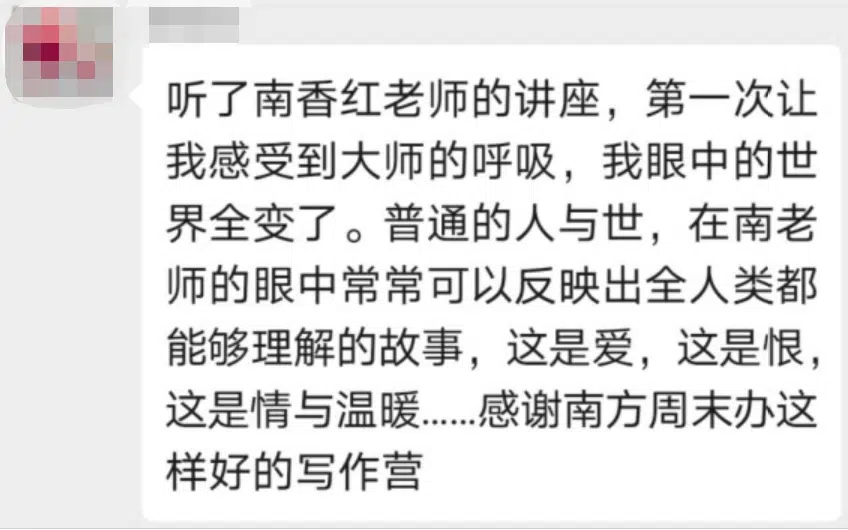 听了南香红老师的讲座，第一次让
我感受到大师的呼吸，我眼中的世
界全变了。普通的人与世，在南老
师的眼中常常可以反映出全人类都
能够理解的故事，这是爱，这是恨，
这是情与温暖......感谢南方周末办这
样好的写作营